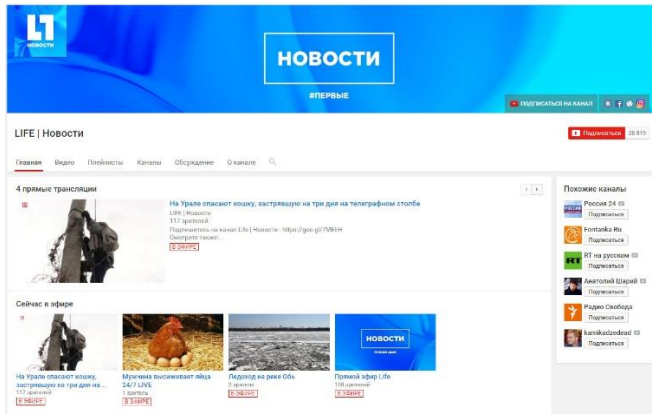 НОВОСТИ
НОВОСТИ
#ПЕРВЫЕ
ПОДПИСАТЬСЯ НА КАНАЛ
LIFE | Новости
Подписаться
Главная Видео Плейлисты Каналы Обсуждение О канале
4 прямые трансляции
На Урале спасают кошку, застрявшую на три дня на телеграфном столбе
LIFE | Новости
117 зрителей
Подпишитесь на канал Life | Новости - https://goo.gl/7MEkH
Смотрите также:...
В ЭФИРЕ
Сейчас в эфире
На Урале спасают кошку,
застрявшую на три дня на...
117 зрителей
В ЭФИРЕ
Мужчина высиживает яйца
24/7 LIVE
1 зритель
В ЭФИРЕ
Ледоход на реке Обь
3 зрителя
В ЭФИРЕ
НОВОСТИ
Прямой эфир Life
108 зрителей
В ЭФИРЕ
Похожие каналы
Россия 24
Подписаться
Fontanka Ru
Подписаться
RT на русском
Подписаться
Анатолий Шарий
Подписаться
Радио Свобода
Подписаться
kamikadzedead
Подписаться